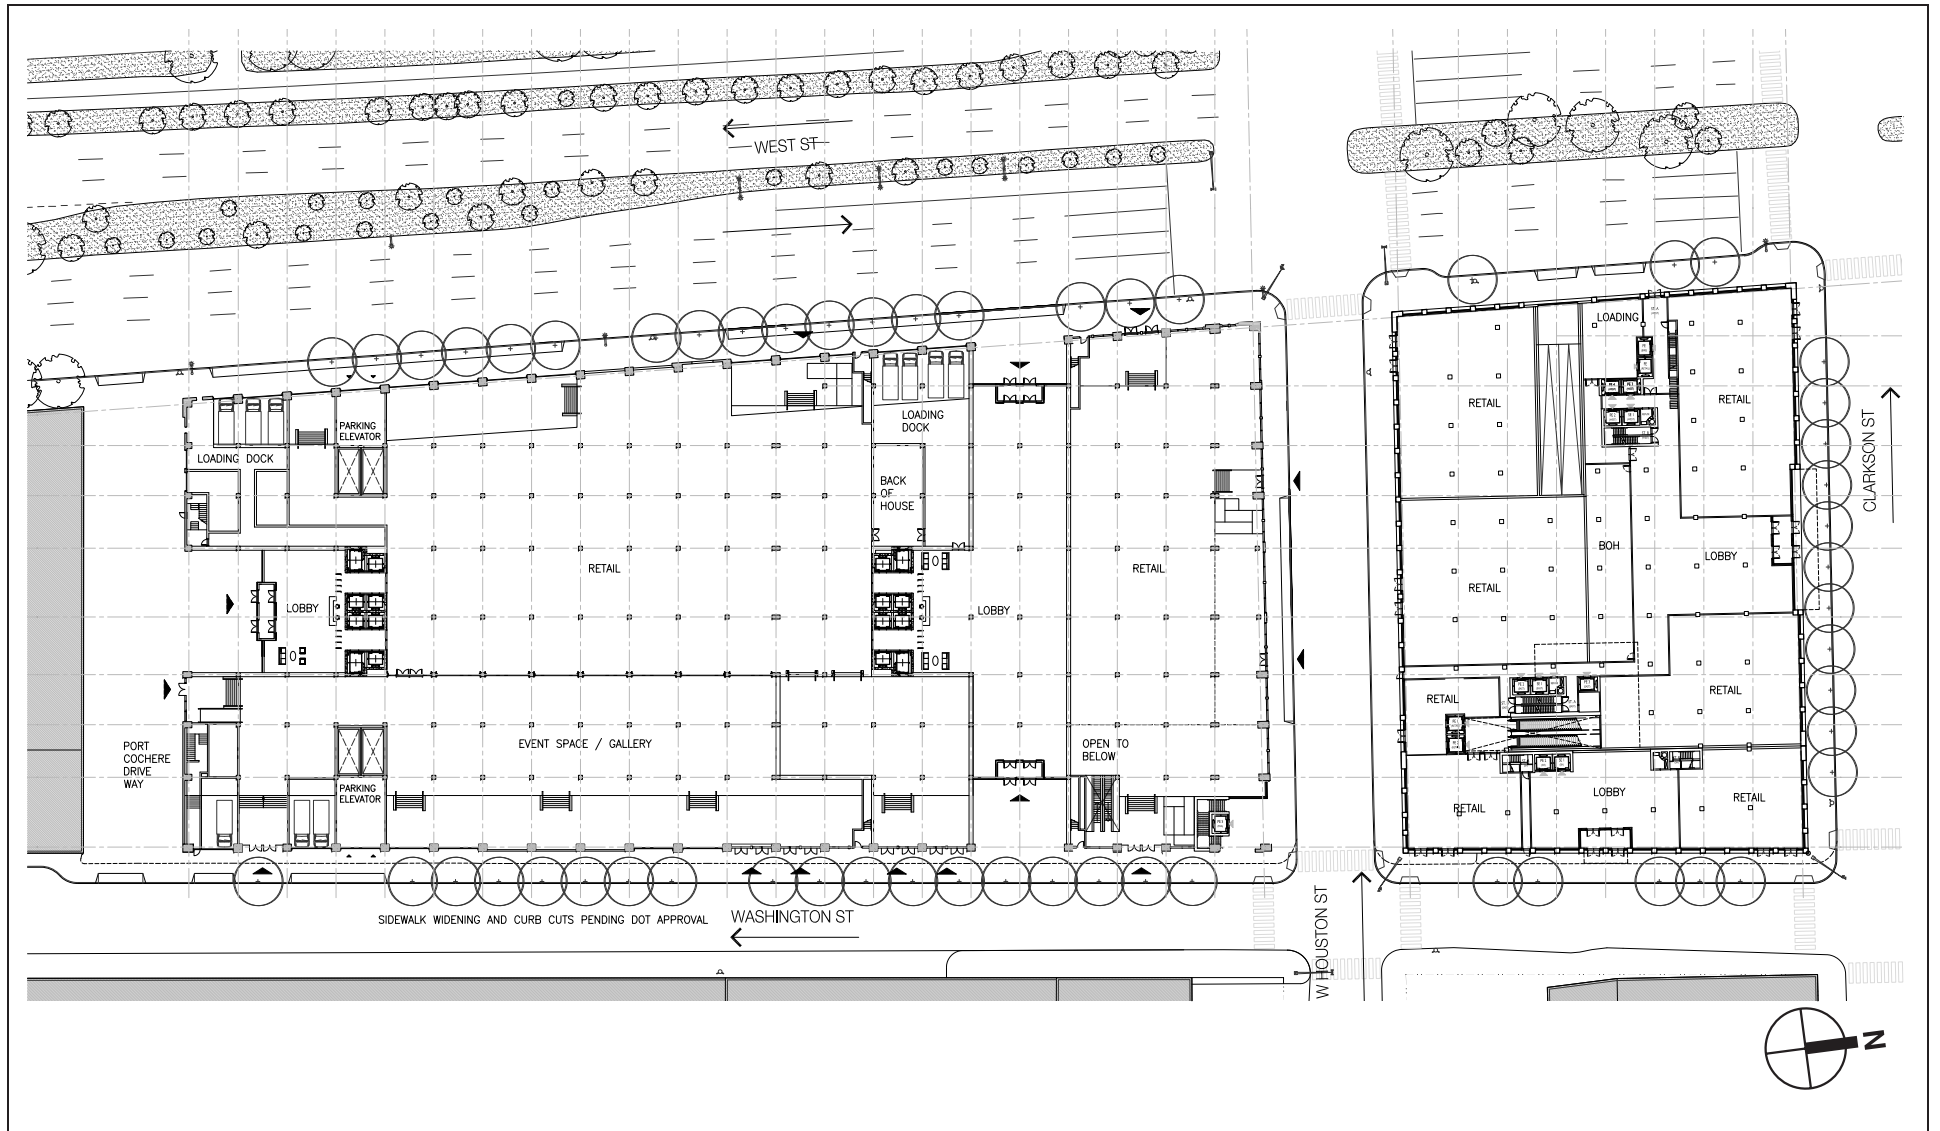 WEST ST
LOADING
RETAIL
RETAIL
CLARKSON ST
PARKING
ELEVATOR
LOADING
DOCK
LOADING DOCK
BACK
OF
HOUSE
BOH
LOBBY
RETAIL
RETAIL
RETAIL
LOBBY
LOBBY
RETAIL
RETAIL
PORT
COCHERE
DRIVE
WAY
EVENT SPACE / GALLERY
OPEN TO
BELOW
PARKING
ELEVATOR
LOBBY
RETAIL
RETAIL
SIDEWALK WIDENING AND CURB CUTS PENDING DOT APPROVAL
WASHINGTON ST
W HOUSTON ST
N